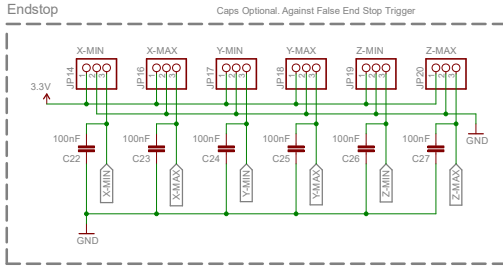 Endstop
Caps Optional. Against False End Stop Trigger
X-MIN X-MAX Y-MIN Y-MAX Z-MIN Z-MAX
JP14 1 2 3 JP16 1 2 3 JP17 1 2 3 JP18 1 2 3 JP19 1 2 3 JP20 1 2 3
3.3V
GND
100nF 100nF 100nF 100nF 100nF 100nF
C22 C23 C24 C25 C26 C27
X-MIN X-MAX Y-MIN Y-MAX Z-MIN Z-MAX
GND